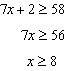 7x + 2 ≥ 58
7x ≥ 56
x ≥ 8